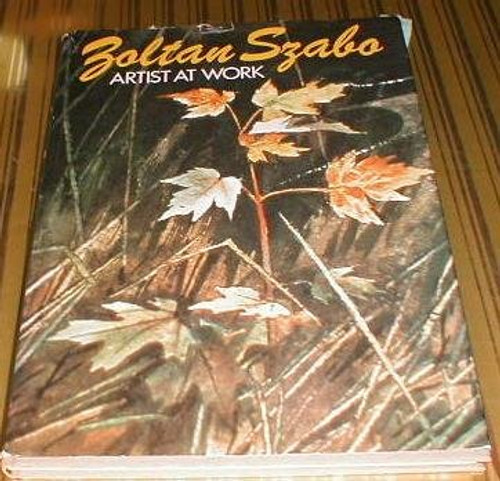 Zoltan Szabo
ARTIST AT WORK